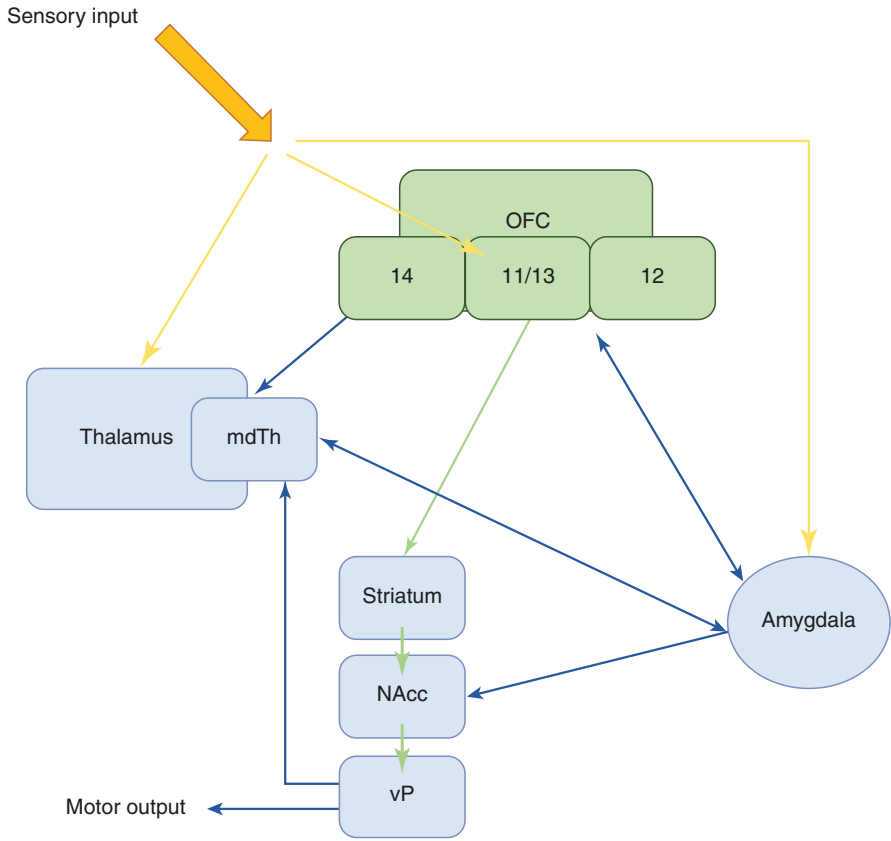 Sensory input
OFC
14
11/13
12
Thalamus
mdTh
Striatum
Amygdala
NAcc
vP
Motor output